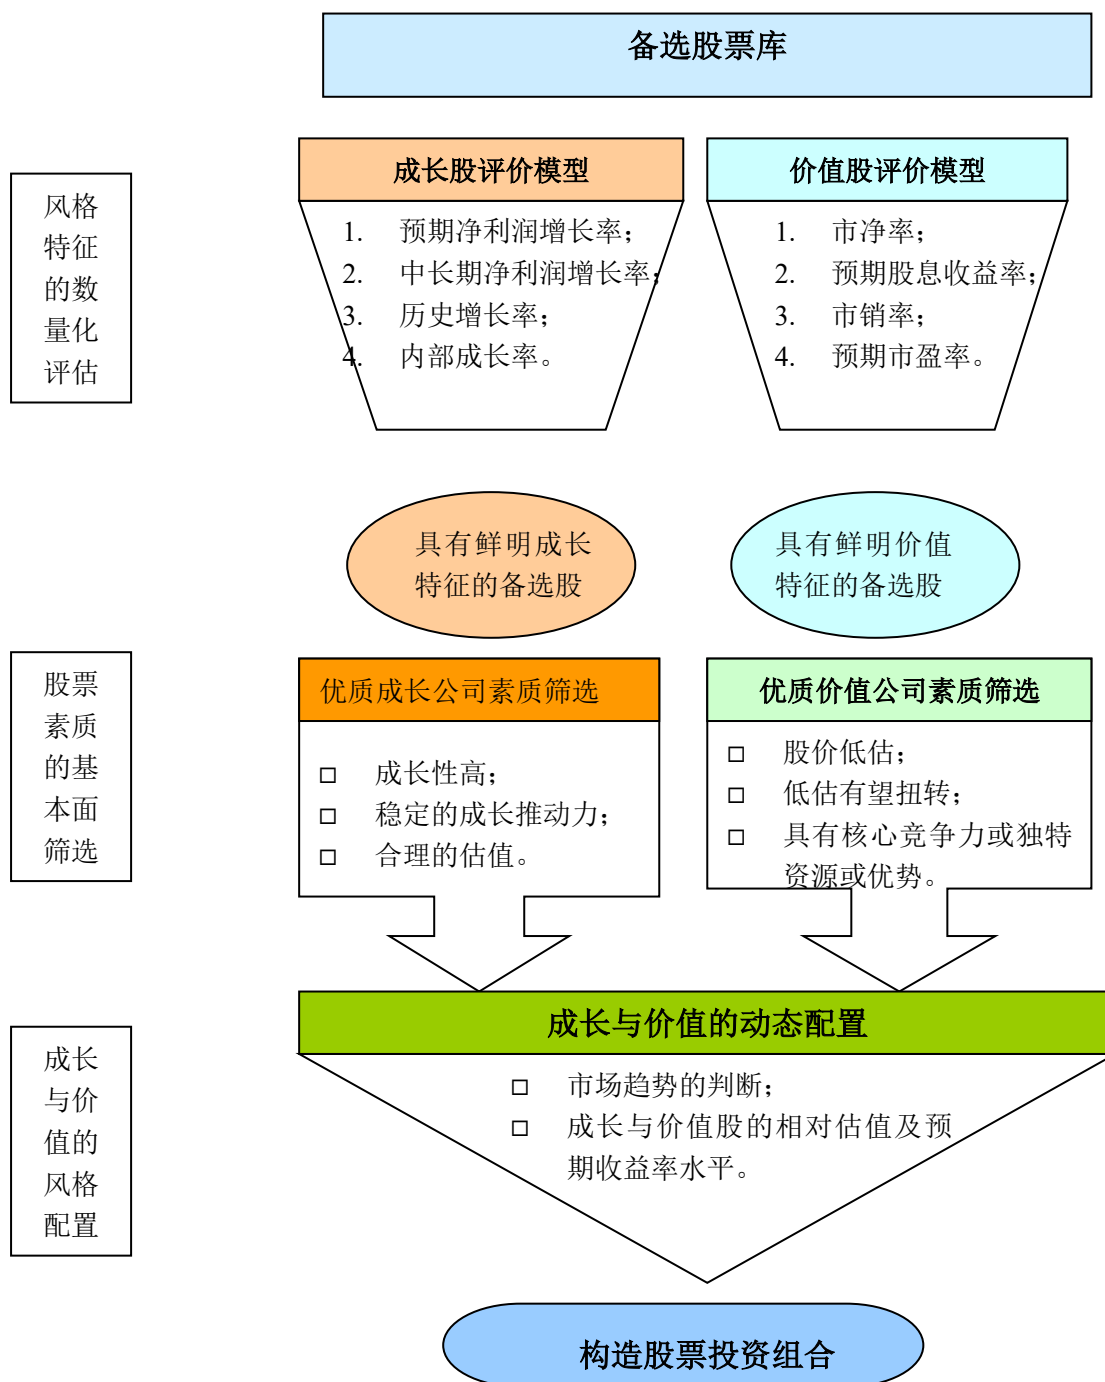 备选股票库
风格
特征
的数
量化
评估
成长股评价模型
1. 预期净利润增长率；
2. 中长期净利润增长率；
3. 历史增长率；
4. 内部成长率。
价值股评价模型
1. 市净率；
2. 预期股息收益率；
3. 市销率；
4. 预期市盈率。
具有鲜明成长
特征的备选股
具有鲜明价值
特征的备选股
股票
素质
的基
本面
筛选
优质成长公司素质筛选
□ 成长性高；
□ 稳定的成长推动力；
□ 合理的估值。
优质价值公司素质筛选
□ 股价低估；
□ 低估有望扭转；
□ 具有核心竞争力或独特
资源或优势。
成长
与价
值的
风格
配置
成长与价值的动态配置
□ 市场趋势的判断；
□ 成长与价值股的相对估值及预
期收益率水平。
构造股票投资组合